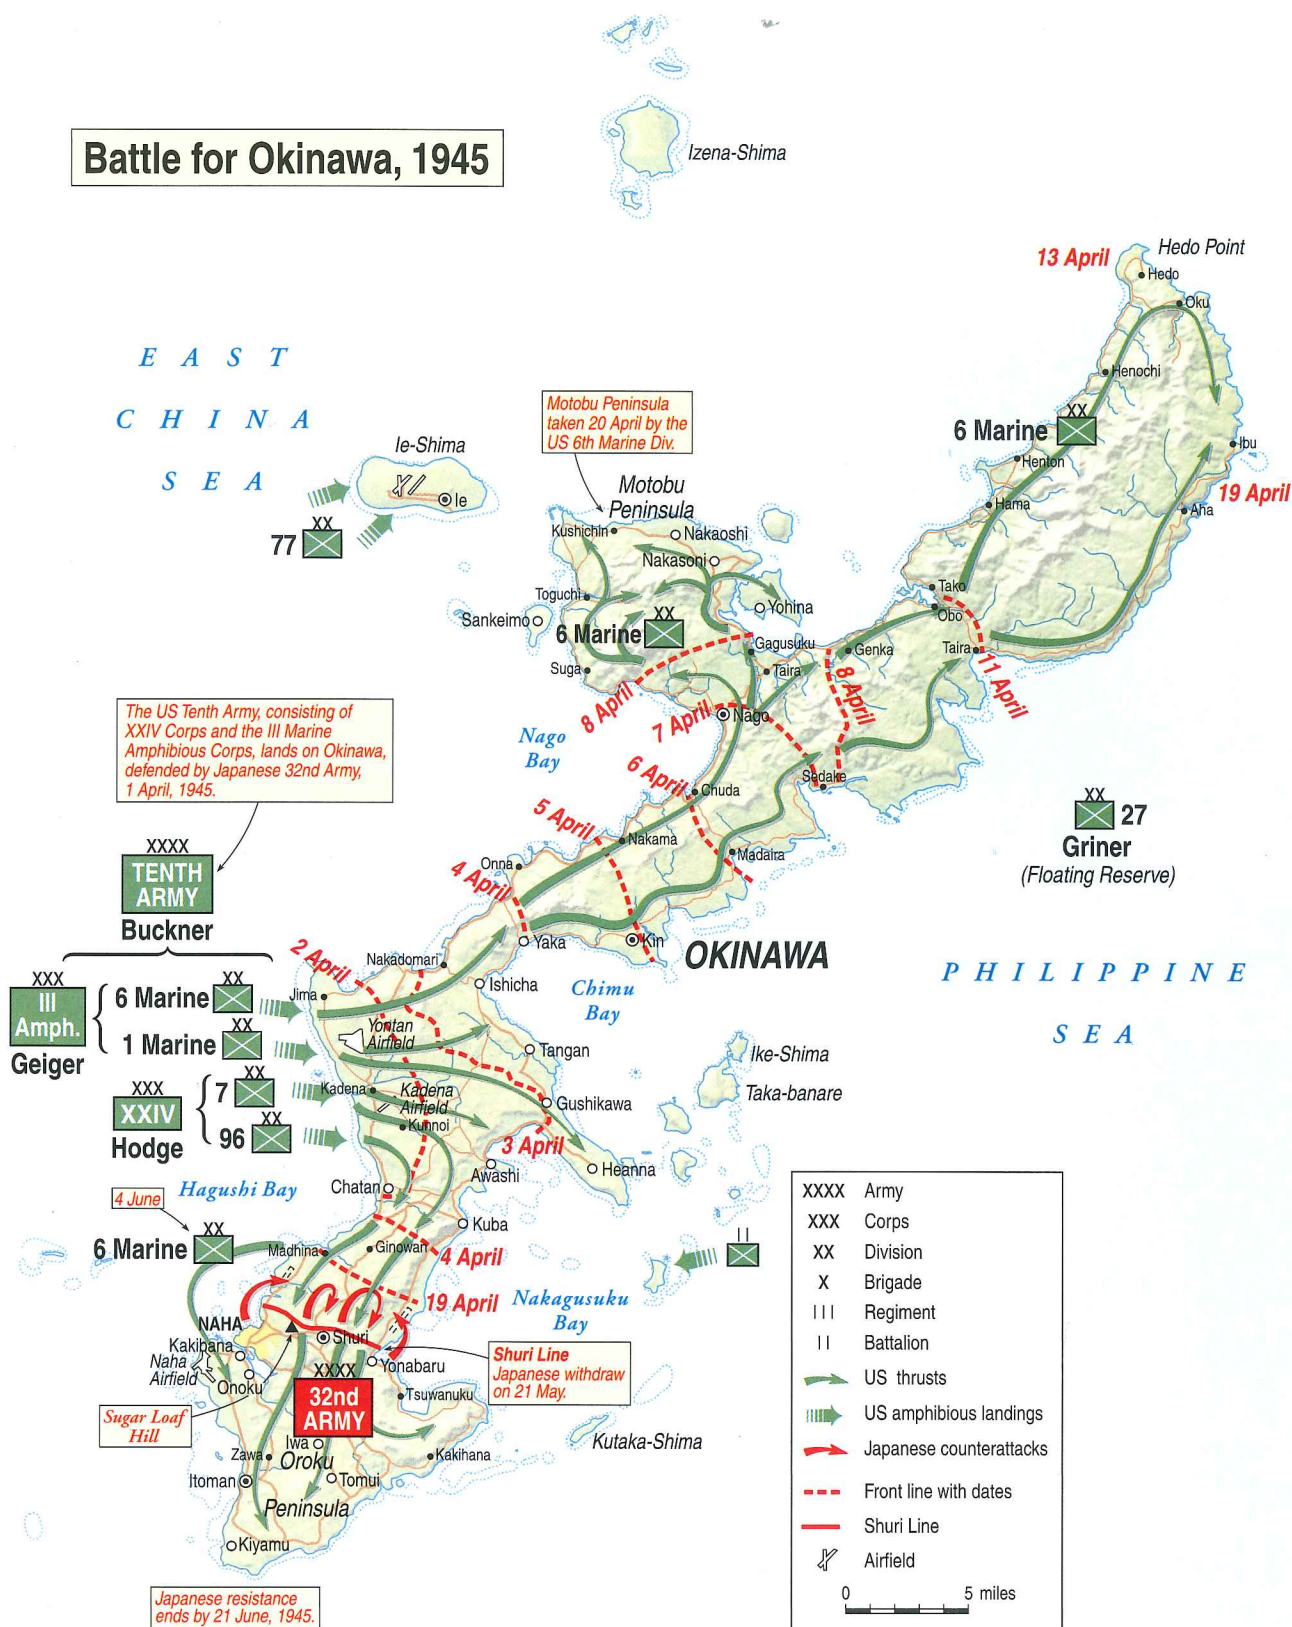 Battle for Okinawa, 1945
Izena-Shima
Hedo Point
13 April
Hedo
Oku
EAST
CHINA
SEA
Henochi
Motobu Peninsula
taken 20 April by the
US 6th Marine Div.
XX
6 Marine
Ie-Shima
Ie
Ibu
Henton
19 April
Motobu
Peninsula
Hama
Aha
XX
77
Kushichin
Nakaoshi
Nakasoni
Tako
Toguchi
Yohina
Obo
Sankeimo
XX
6 Marine
Gagusuku
Genka
Taira
Suga
Taira
11 April
8 April
8 April
7 April
Nago
The US Tenth Army, consisting of
XXIV Corps and the III Marine
Amphibious Corps, lands on Okinawa,
defended by Japanese 32nd Army,
1 April, 1945.
Nago
Bay
6 April
Sedake
Chuda
5 April
XX
27
Griner
(Floating Reserve)
Nakama
Madaira
XXXX
TENTH
ARMY
Buckner
Onna
4 April
Yaka
Kin
OKINAWA
2 April
Nakadomari
PHILIPPINE
SEA
XXX
III
Amph.
Geiger
XX
6 Marine
Jima
Ishicha
Chimu
Bay
XX
1 Marine
Yontan
Airfield
Tangan
Ike-Shima
Taka-banare
XXX
XXIV
Hodge
XX
7
Kadena
Kadena
Airfield
Gushikawa
XX
96
Kunnoi
3 April
Heanna
Awashi
Hagushi Bay
Chatan
4 June
XX
6 Marine
Kuba
Madhina
Ginowan
4 April
II
19 April
Nakagusuku
Bay
NAHA
Shuri
Kakibana
Naha
Airfield
Onoku
Yonabaru
Shuri Line
Japanese withdraw
on 21 May.
XXXX
32nd
ARMY
Tsuwanuku
Sugar Loaf
Hill
Kutaka-Shima
Iwa
Zawa
Oroku
Kakihana
Itoman
Tomui
Peninsula
Kiyamu
Japanese resistance
ends by 21 June, 1945.
XXXX Army
XXX Corps
XX Division
X Brigade
III Regiment
II Battalion
US thrusts
US amphibious landings
Japanese counterattacks
Front line with dates
Shuri Line
Airfield
0 5 miles